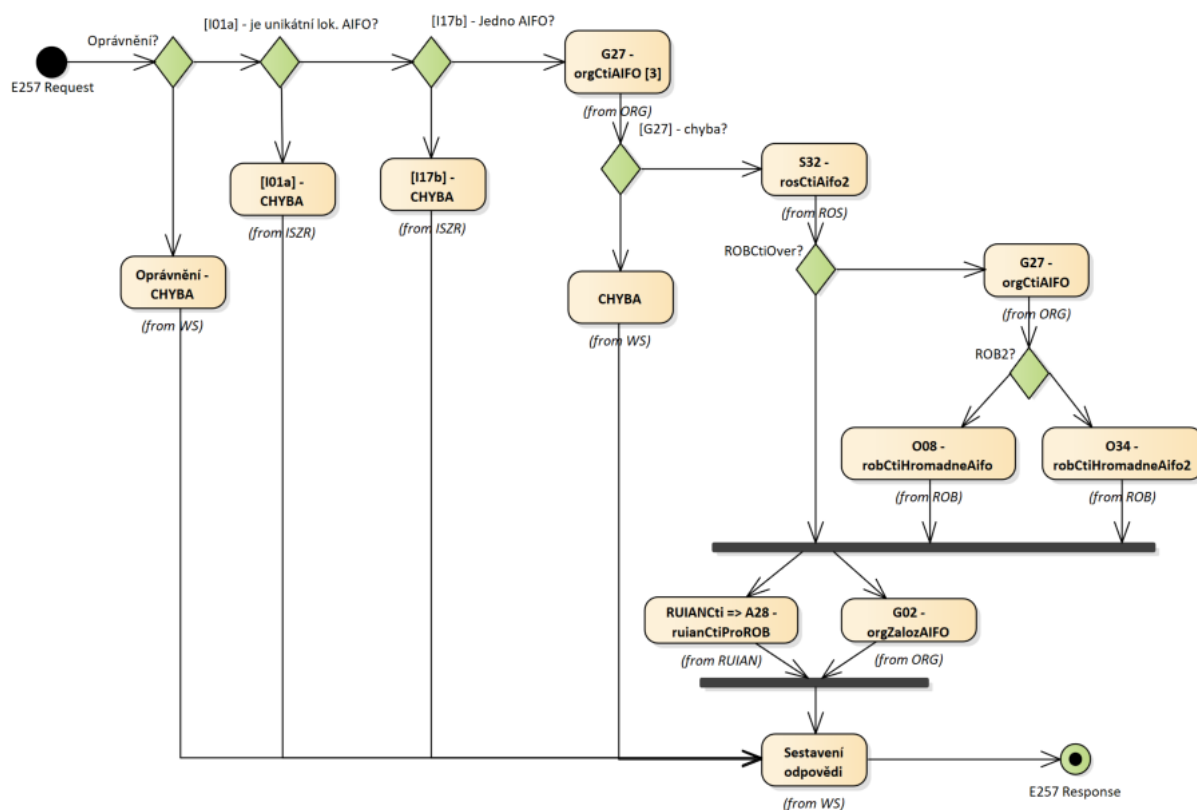 [I01a] - je unikátní lok. AIFO?
[I17b] - Jedno AIFO?
Oprávnění?
E257 Request
G27 -
orgCtiAIFO [3]
(from ORG)
[G27] - chyba?
[I01a] -
CHYBA
(from ISZR)
[I17b] -
CHYBA
(from ISZR)
S32 -
rosCtiAifo2
(from ROS)
ROBCtiOver?
Oprávnění -
CHYBA
(from WS)
CHYBA
(from WS)
G27 -
orgCtiAIFO
(from ORG)
ROB2?
O08 -
robCtiHromadneAifo
(from ROB)
O34 -
robCtiHromadneAifo2
(from ROB)
RUIANCti => A28 -
ruianCtiProROB
(from RUIAN)
G02 -
orgZalozAIFO
(from ORG)
Sestavení
odpovědi
(from WS)
E257 Response